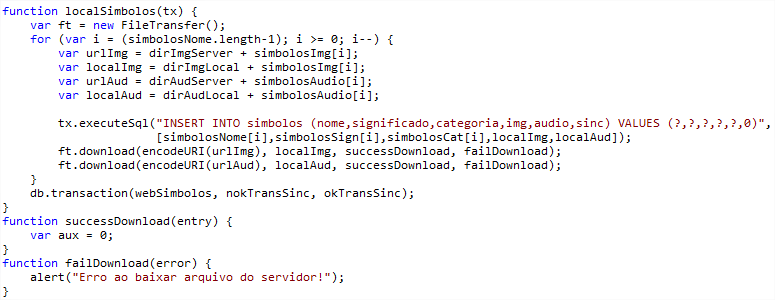 function localSimbolos(tx) {
    var ft = new FileTransfer();
    for (var i = (simbolosNome.length-1); i >= 0; i--) {
        var urlImg = dirImgServer + simbolosImg[i];
        var localImg = dirImgLocal + simbolosImg[i];
        var urlAud = dirAudServer + simbolosAudio[i];
        var localAud = dirAudLocal + simbolosAudio[i];

        tx.executeSql("INSERT INTO simbolos (nome,significado,categoria,img,audio,sinc) VALUES (?,?,?,?,?,0)",
                      [simbolosNome[i],simbolosSign[i],simbolosCat[i],localImg,localAud]);
        ft.download(encodeURI(urlImg), localImg, successDownload, failDownload);
        ft.download(encodeURI(urlAud), localAud, successDownload, failDownload);
    }
    db.transaction(webSimbolos, nokTransSinc, okTransSinc);
}
function successDownload(entry) {
    var aux = 0;
}
function failDownload(error) {
    alert("Erro ao baixar arquivo do servidor!");
}